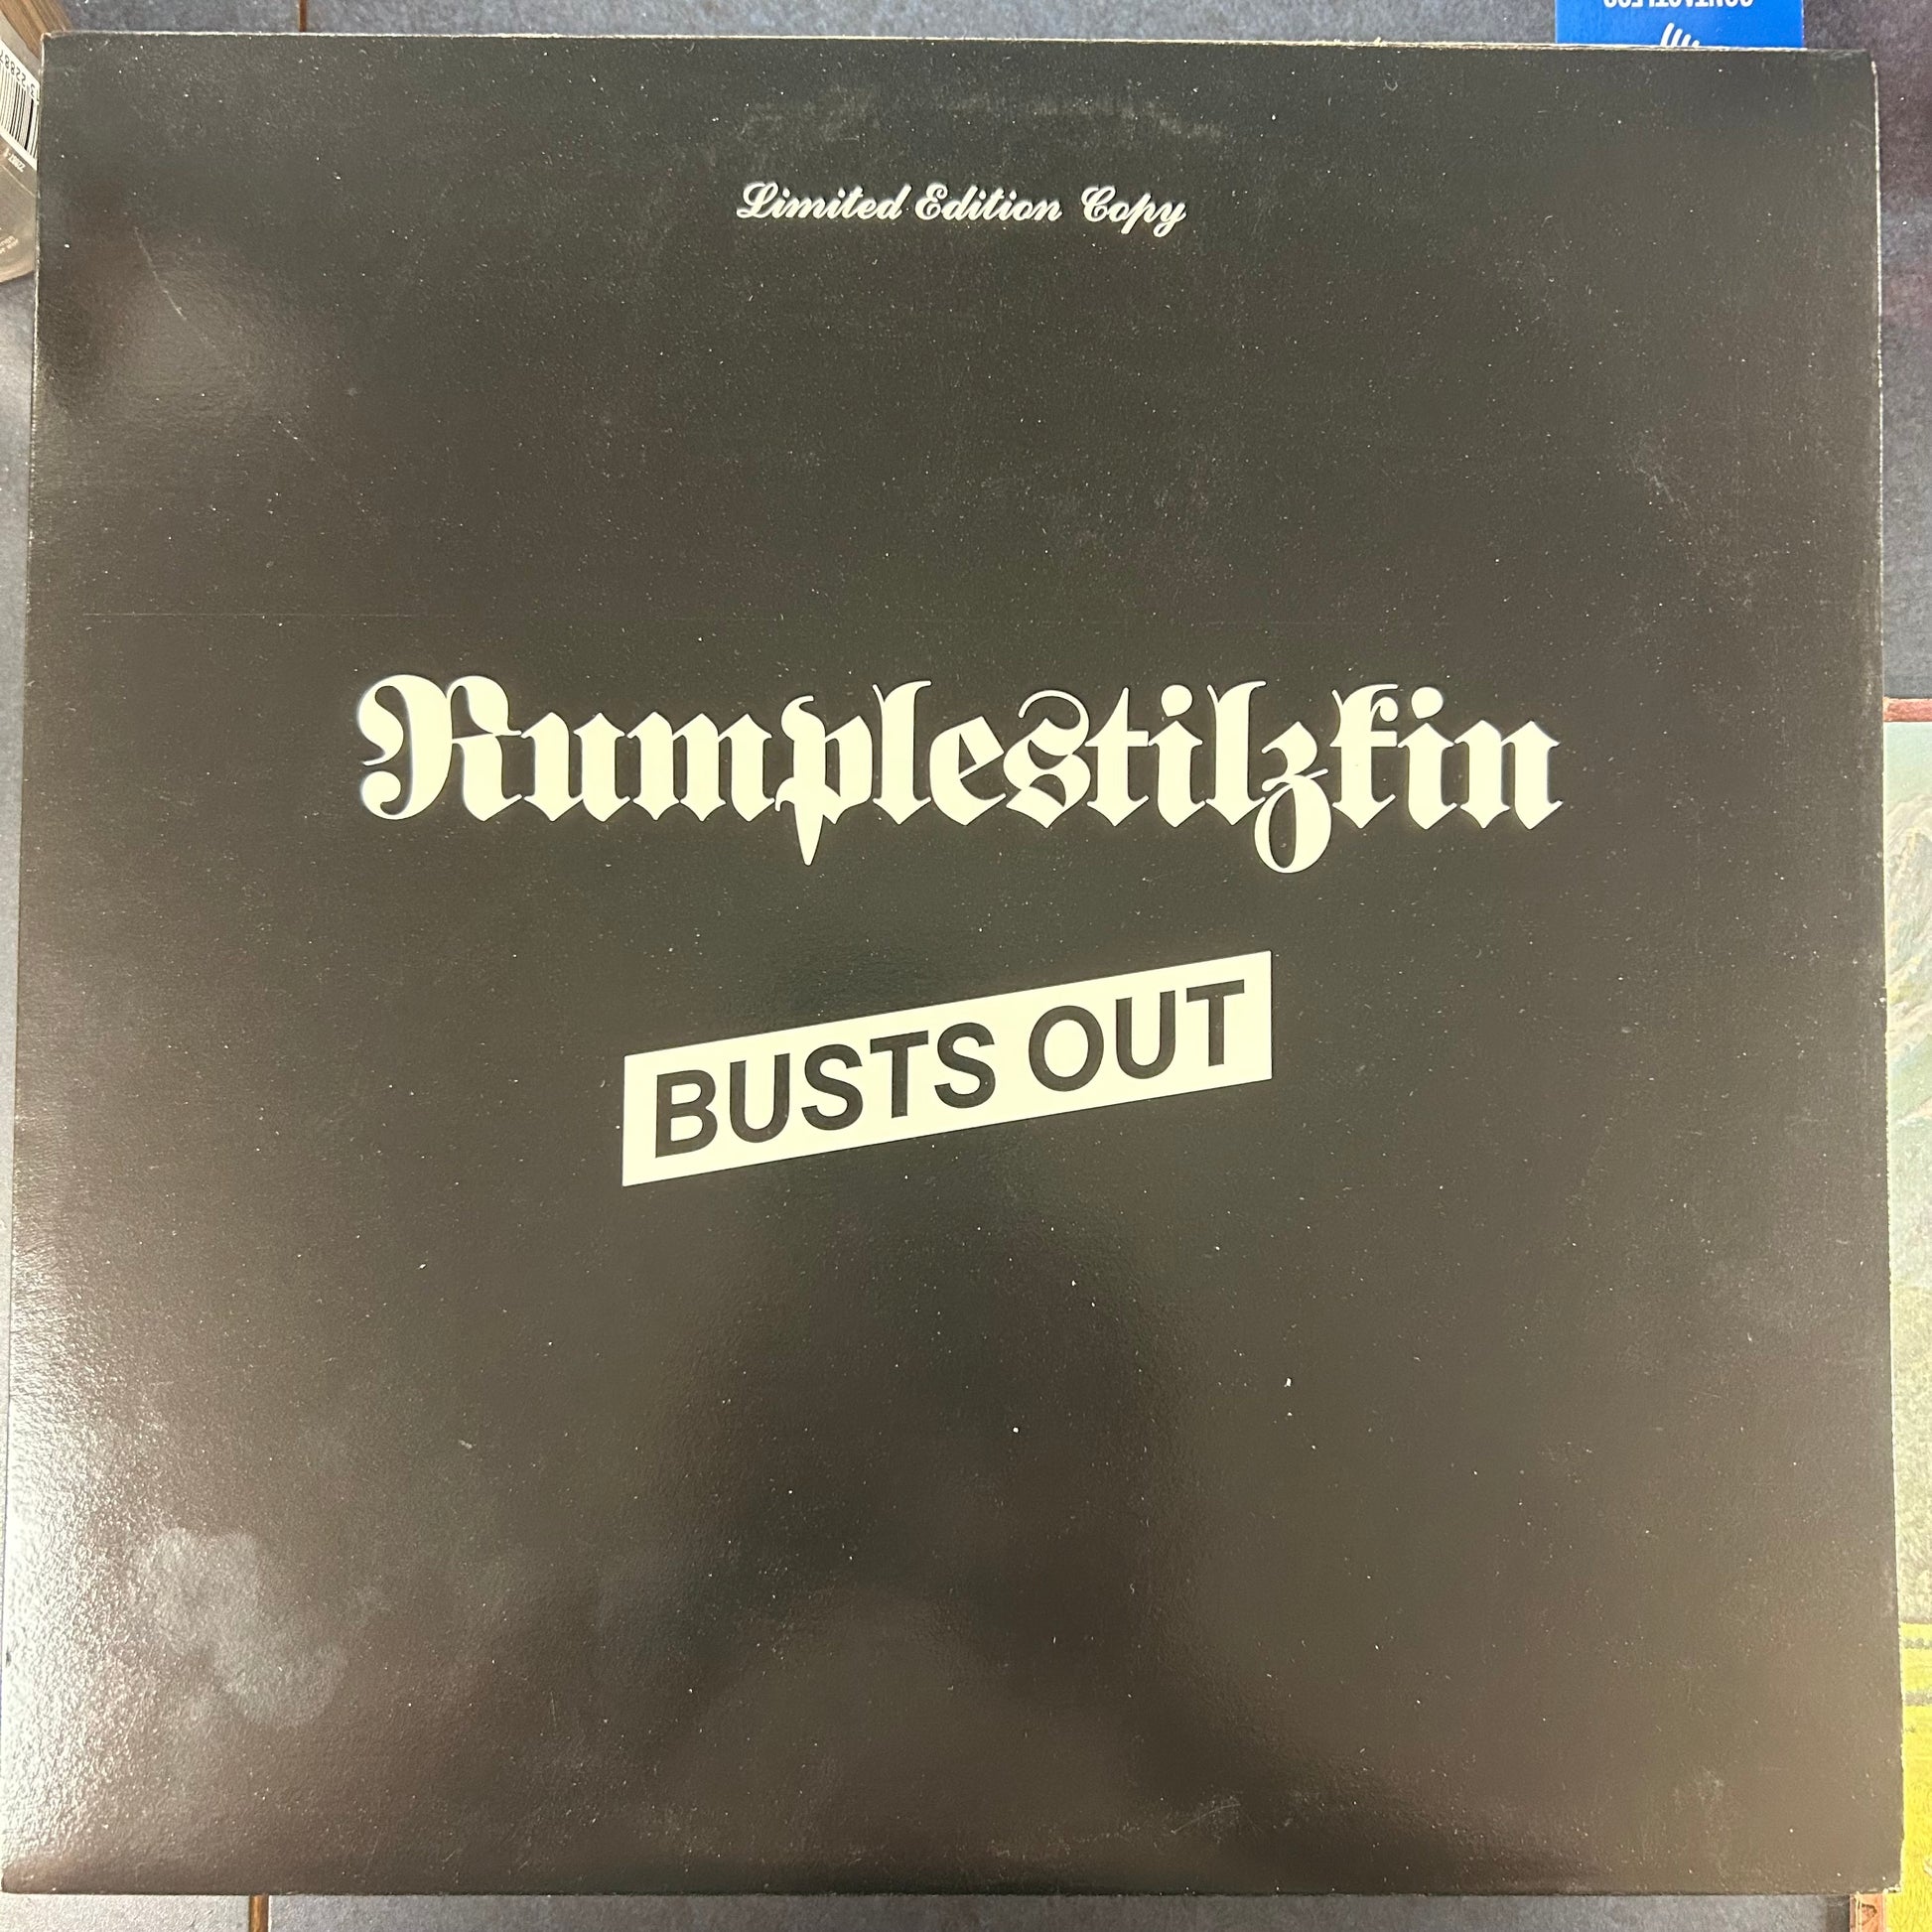 Limited Edition Copy
Rumplestilzkin
BUSTS OUT